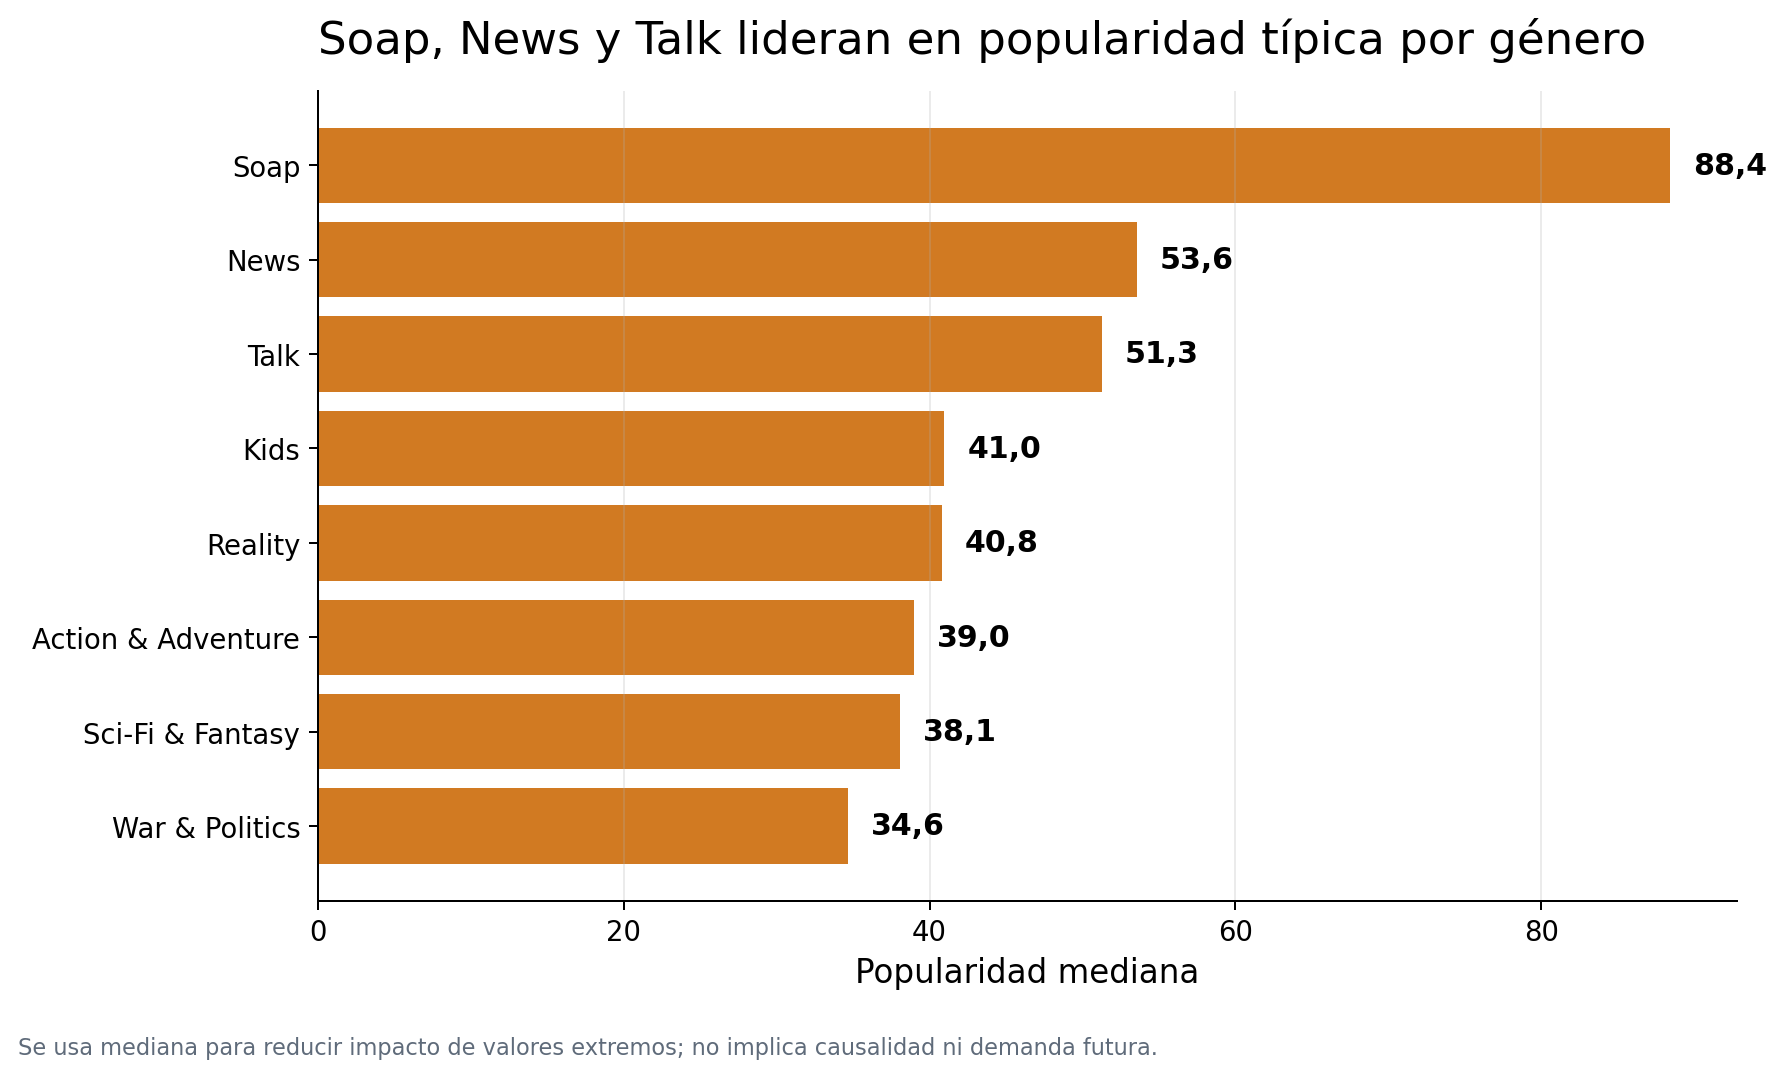 Soap, News y Talk lideran en popularidad típica por género
Soap 88,4
News 53,6
Talk 51,3
Kids 41,0
Reality 40,8
Action & Adventure 39,0
Sci-Fi & Fantasy 38,1
War & Politics 34,6
0 20 40 60 80
Popularidad mediana
Se usa mediana para reducir impacto de valores extremos; no implica causalidad ni demanda futura.